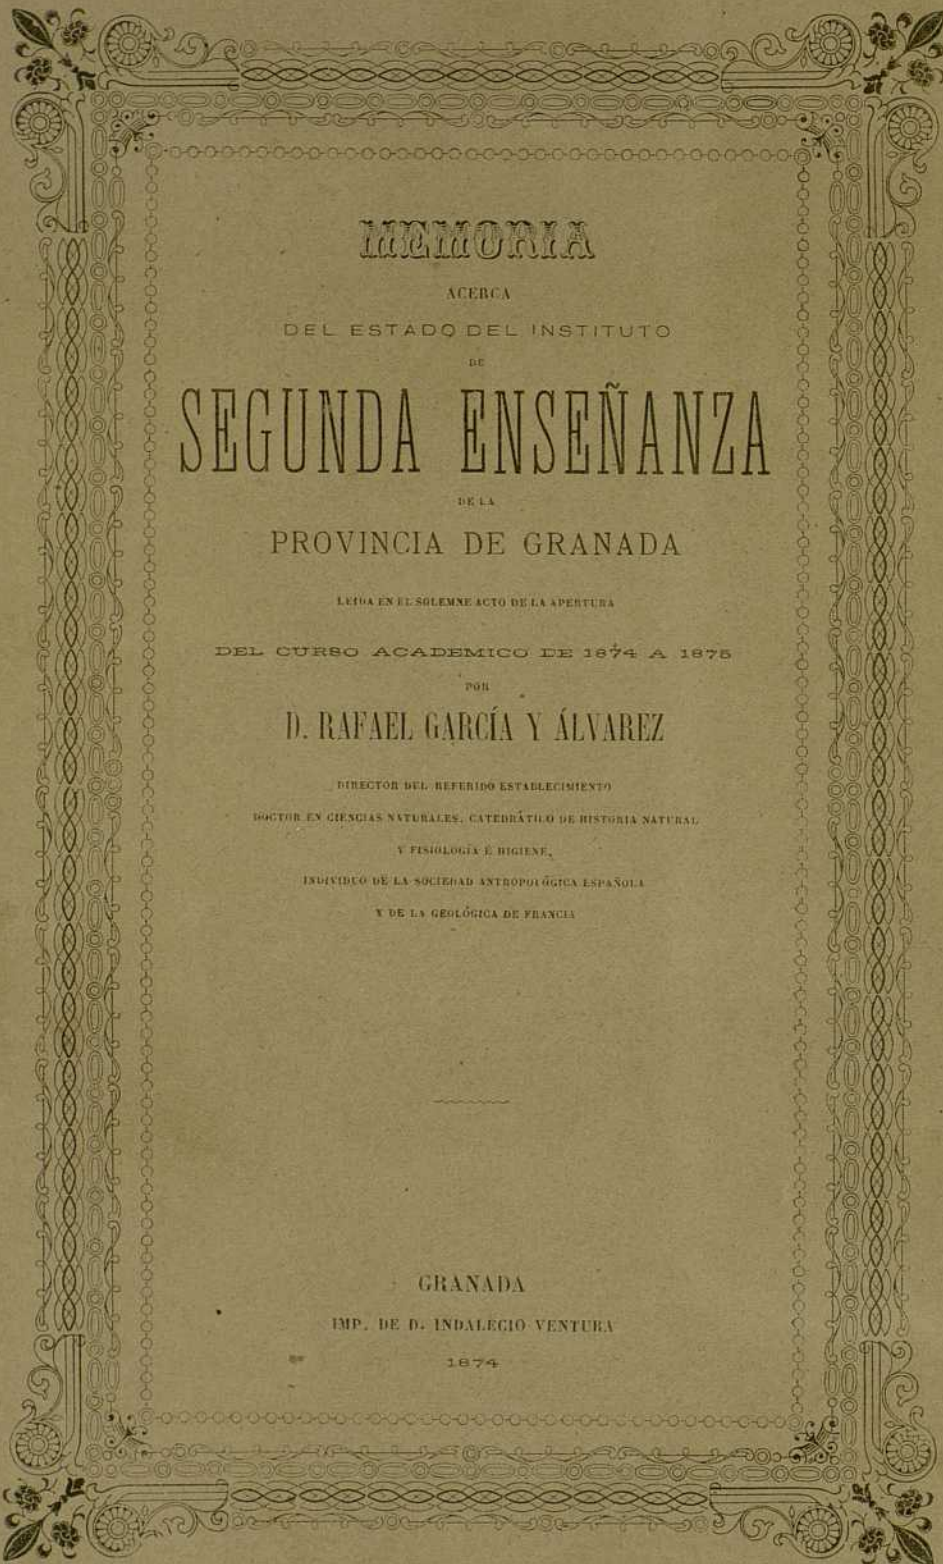 MEMORIA
ACERCA
DEL ESTADO DEL INSTITUTO
DE
SEGUNDA ENSEÑANZA
DE LA
PROVINCIA DE GRANADA
LEIDA EN EL SOLEMNE ACTO DE LA APERTURA
DEL CURSO ACADEMICO DE 1874 A 1875
POR
D. RAFAEL GARCÍA Y ÁLVAREZ
DIRECTOR DEL REFERIDO ESTABLECIMIENTO
DOCTOR EN CIENCIAS NATURALES, CATEDRÁTICO DE HISTORIA NATURAL
Y FISIOLOGÍA É HIGIENE,
INDIVIDUO DE LA SOCIEDAD ANTROPOLÓGICA ESPAÑOLA
Y DE LA GEOLÓGICA DE FRANCIA
GRANADA
IMP. DE D. INDALECIO VENTURA
1874